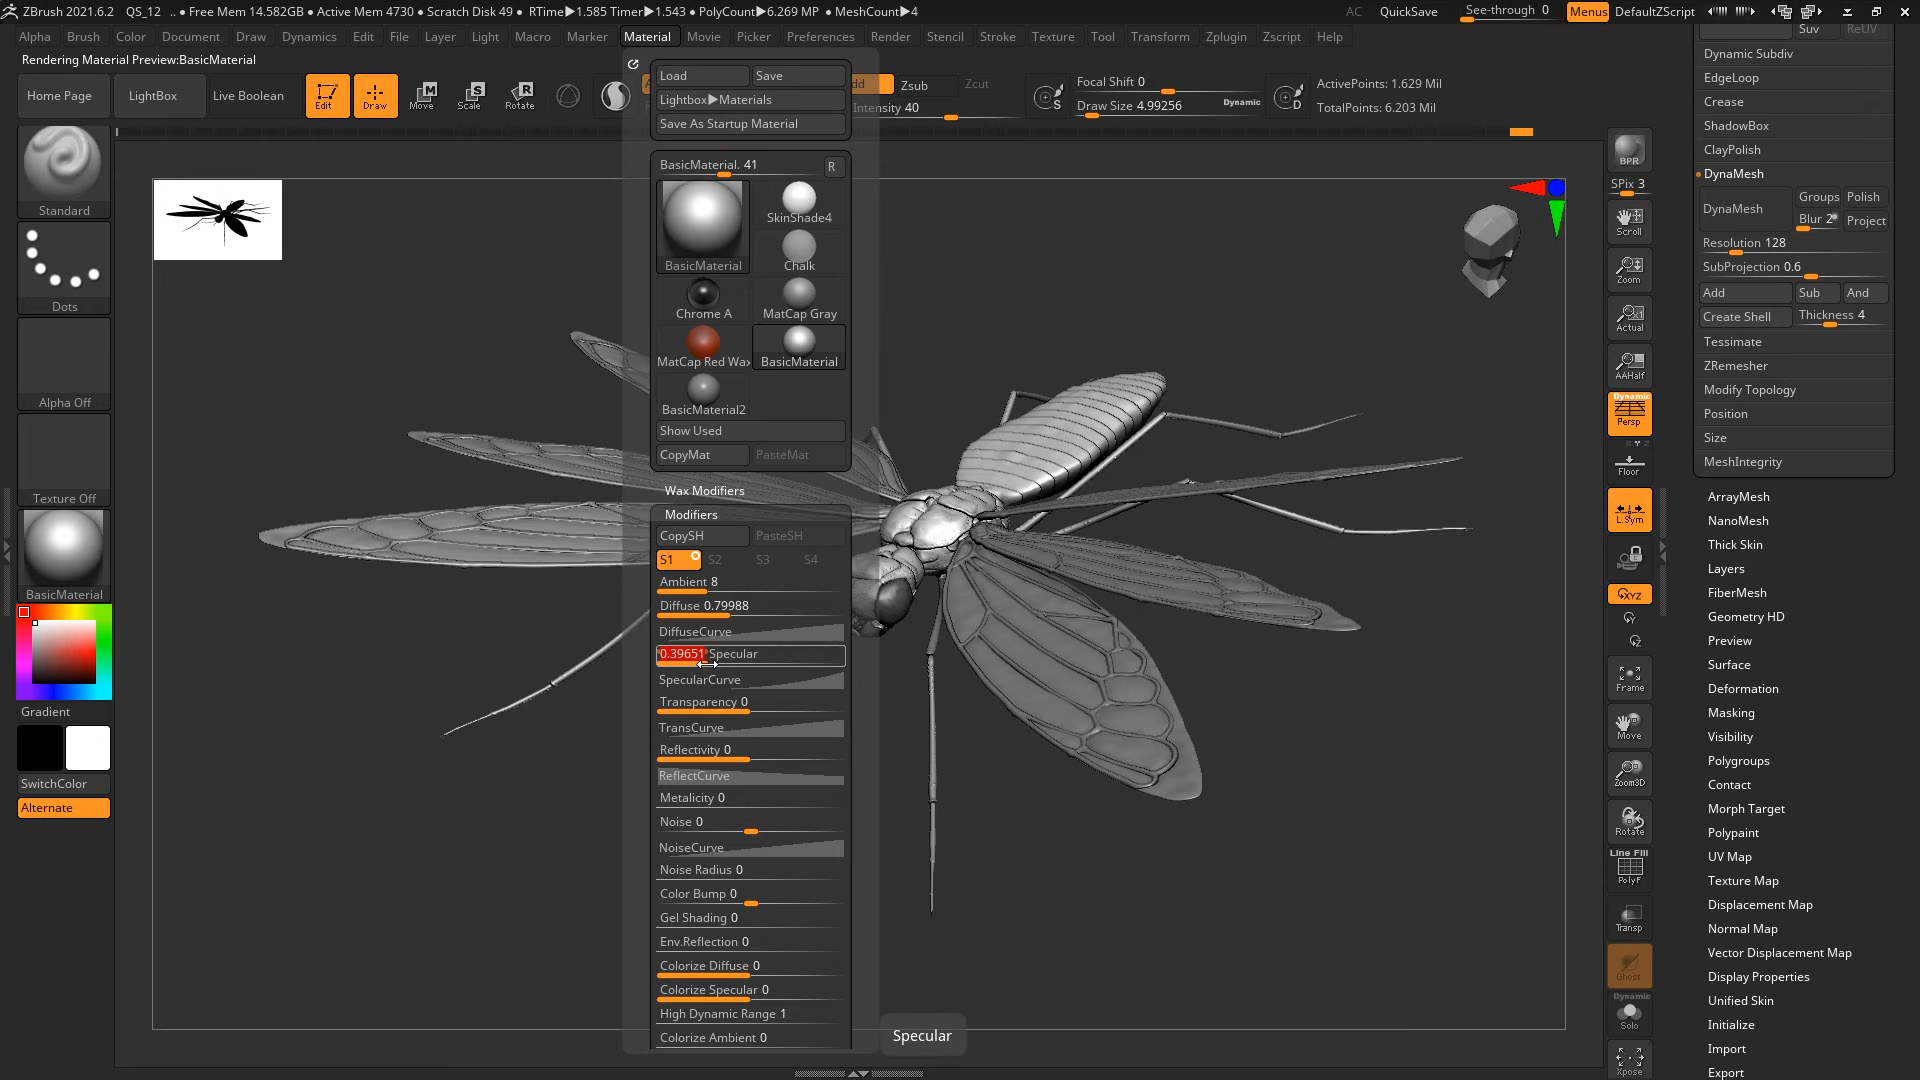 ZBrush 2021.6.2 QS_12 .. • Free Mem 14.582GB • Active Mem 4730 • Scratch Disk 49 • RTime▶1.585 Timer▶1.543 • PolyCount▶6.269 MP • MeshCount▶4
AC QuickSave See-through 0 Menus DefaultZScript
Alpha Brush Color Document Draw Dynamics Edit File Layer Light Macro Marker Material Movie Picker Preferences Render Stencil Stroke Texture Tool Transform Zplugin Zscript Help
Rendering Material Preview:BasicMaterial
Home Page
LightBox
Live Boolean
Edit
Draw
Move
Scale
Rotate
Zsub
Zcut
Intensity 40
S
Focal Shift 0
Draw Size 4.99256
Dynamic
D
ActivePoints: 1.629 Mil
TotalPoints: 6.203 Mil
Standard
Dots
Alpha Off
Texture Off
BasicMaterial
Gradient
SwitchColor
Alternate
Load
Save
Lightbox▶Materials
Save As Startup Material
BasicMaterial. 41
R
BasicMaterial
SkinShade4
Chalk
Chrome A
MatCap Gray
MatCap Red Wax
BasicMaterial
BasicMaterial2
Show Used
CopyMat
PasteMat
Wax Modifiers
Modifiers
CopySH
PasteSH
S1 S2 S3 S4
Ambient 8
Diffuse 0.79988
DiffuseCurve
0.39651 Specular
SpecularCurve
Transparency 0
TransCurve
Reflectivity 0
ReflectCurve
Metalicity 0
Noise 0
NoiseCurve
Noise Radius 0
Color Bump 0
Gel Shading 0
Env.Reflection 0
Colorize Diffuse 0
Colorize Specular 0
High Dynamic Range 1
Colorize Ambient 0
Specular
BPR
SPix 3
Scroll
Zoom
Actual
AAHalf
Dynamic
Persp
Floor
L.Sym
XYZ
Frame
Move
Zoom3D
Rotate
Line Fill
PolyF
Transp
Ghost
Dynamic
Solo
Xpose
Suv
ReUV
Dynamic Subdiv
EdgeLoop
Crease
ShadowBox
ClayPolish
DynaMesh
DynaMesh
Groups
Polish
Blur 2
Project
Resolution 128
SubProjection 0.6
Add
Sub
And
Create Shell
Thickness 4
Tessimate
ZRemesher
Modify Topology
Position
Size
MeshIntegrity
ArrayMesh
NanoMesh
Thick Skin
Layers
FiberMesh
Geometry HD
Preview
Surface
Deformation
Masking
Visibility
Polygroups
Contact
Morph Target
Polypaint
UV Map
Texture Map
Displacement Map
Normal Map
Vector Displacement Map
Display Properties
Unified Skin
Initialize
Import
Export